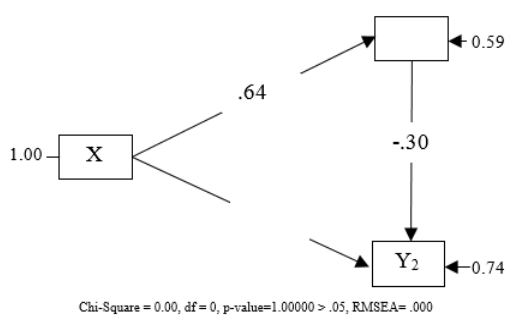 0.59
.64
-.30
1.00
X
Y₂
0.74
Chi-Square = 0.00, df = 0, p-value=1.00000 > .05, RMSEA= .000